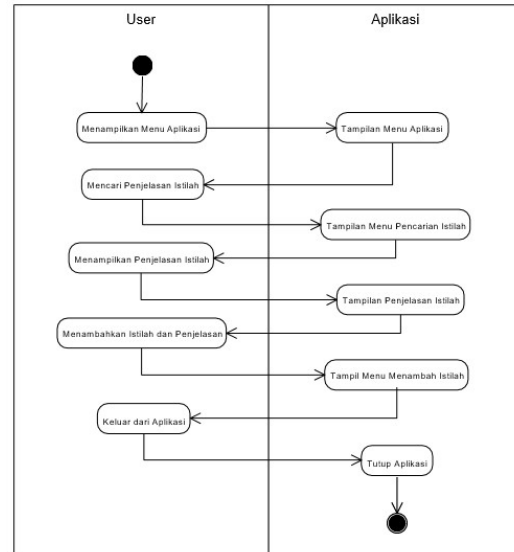 User
Aplikasi
Menampilkan Menu Aplikasi
Tampilan Menu Aplikasi
Mencari Penjelasan Istilah
Tampilan Menu Pencarian Istilah
Menampilkan Penjelasan Istilah
Tampilan Penjelasan Istilah
Menambahkan Istilah dan Penjelasan
Tampil Menu Menambah Istilah
Keluar dari Aplikasi
Tutup Aplikasi